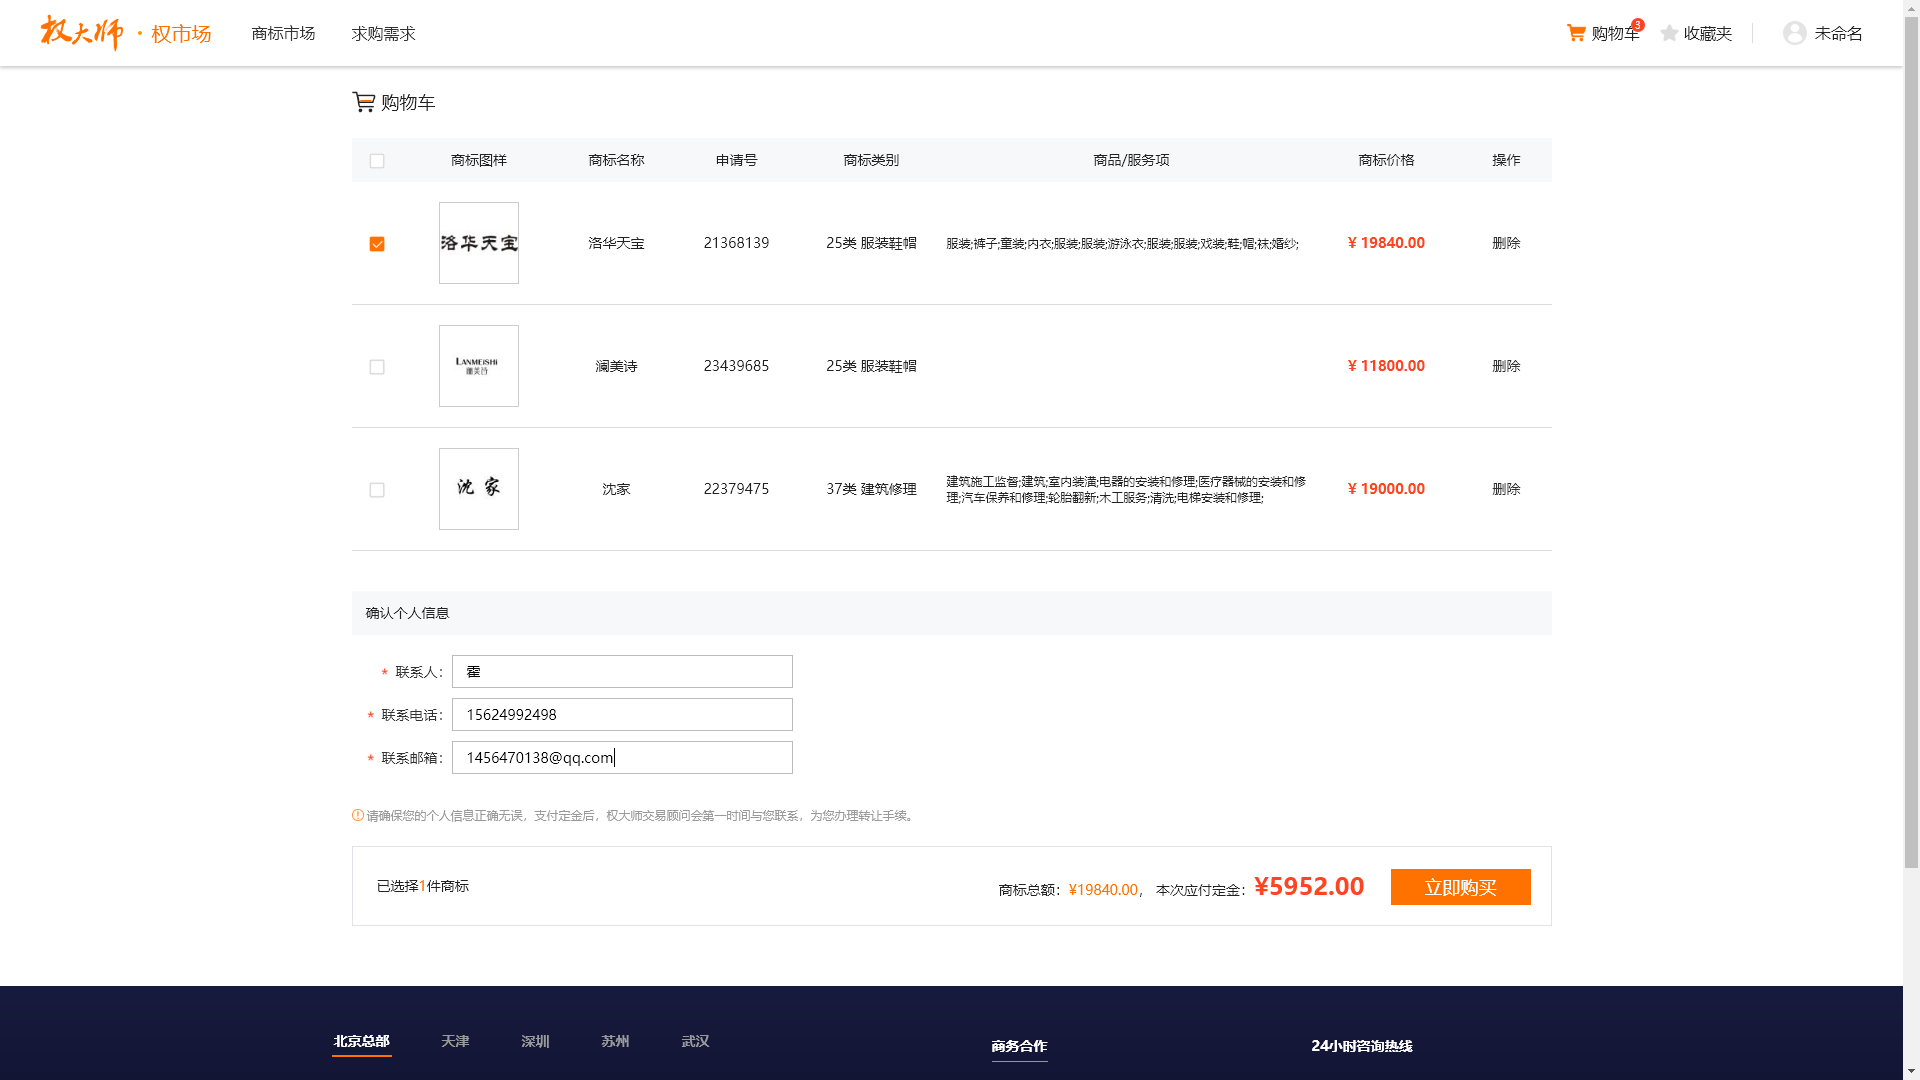 权大师 · 权市场 商标市场 求购需求 购物车 3 收藏夹 未命名
购物车
商标图样 商标名称 申请号 商标类别 商品/服务项 商标价格 操作
洛华天宝 洛华天宝 21368139 25类 服装鞋帽 服装;裤子;童装;内衣;服装;服装;游泳衣;服装;服装;戏装;鞋;帽;袜;婚纱; ¥ 19840.00 删除
LANMEISHI
澜美诗 澜美诗 23439685 25类 服装鞋帽 ¥ 11800.00 删除
沈家 沈家 22379475 37类 建筑修理 建筑施工监督;建筑;室内装潢;电器的安装和修理;医疗器械的安装和修
理;汽车保养和修理;轮胎翻新;木工服务;清洗;电梯安装和修理; ¥ 19000.00 删除
确认个人信息
* 联系人: 霍
* 联系电话: 15624992498
* 联系邮箱: 1456470138@qq.com
请确保您的个人信息正确无误，支付定金后，权大师交易顾问会第一时间与您联系，为您办理转让手续。
已选择1件商标 商标总额：¥19840.00， 本次应付定金：¥5952.00 立即购买
北京总部 天津 深圳 苏州 武汉 商务合作 24小时咨询热线